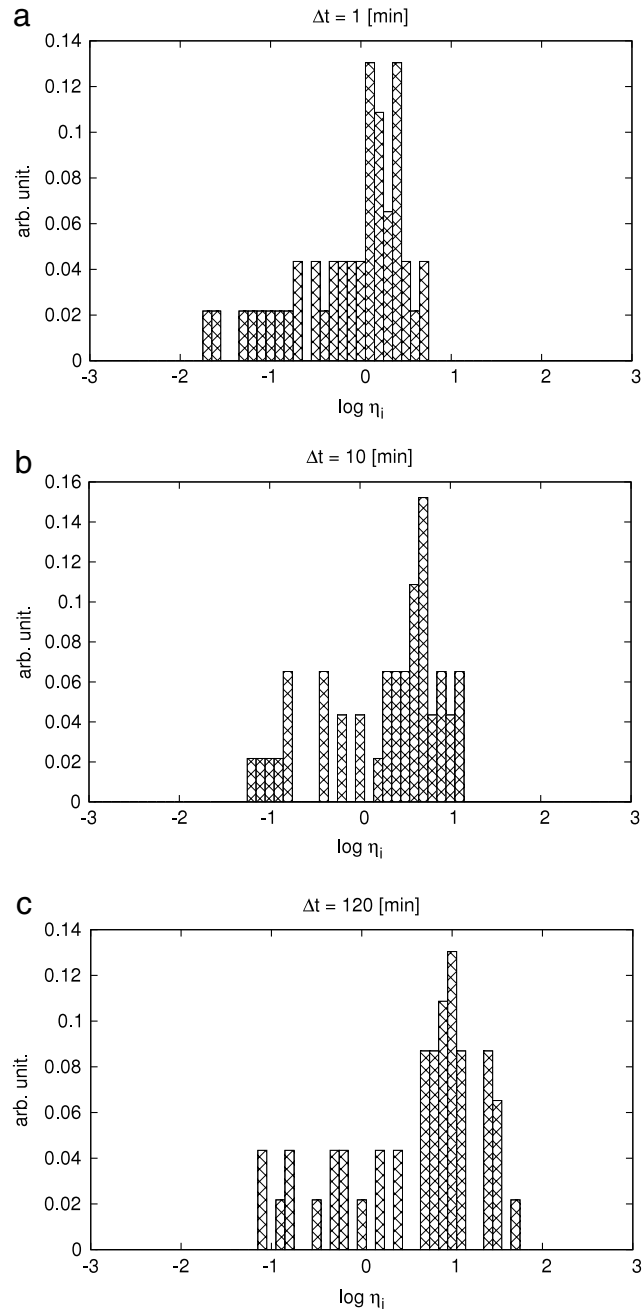 a
Δt = 1 [min]
0.14
0.12
0.1
0.08
0.06
0.04
0.02
0
arb. unit.
-3 -2 -1 0 1 2 3
log ηi
b
Δt = 10 [min]
0.16
0.14
0.12
0.1
0.08
0.06
0.04
0.02
0
arb. unit.
-3 -2 -1 0 1 2 3
log ηi
c
Δt = 120 [min]
0.14
0.12
0.1
0.08
0.06
0.04
0.02
0
arb. unit.
-3 -2 -1 0 1 2 3
log ηi